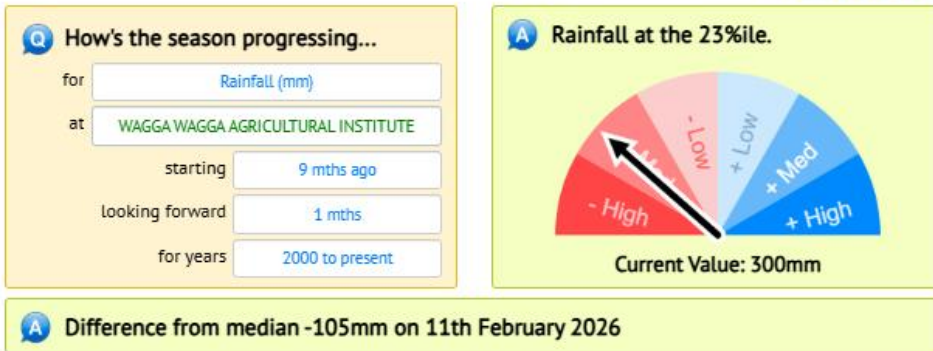 Q How's the season progressing...
for Rainfall (mm)
at WAGGA WAGGA AGRICULTURAL INSTITUTE
starting 9 mths ago
looking forward 1 mths
for years 2000 to present
A Rainfall at the 23%ile.
- High
- Low
+ Low
+ Med
+ High
Current Value: 300mm
A Difference from median -105mm on 11th February 2026